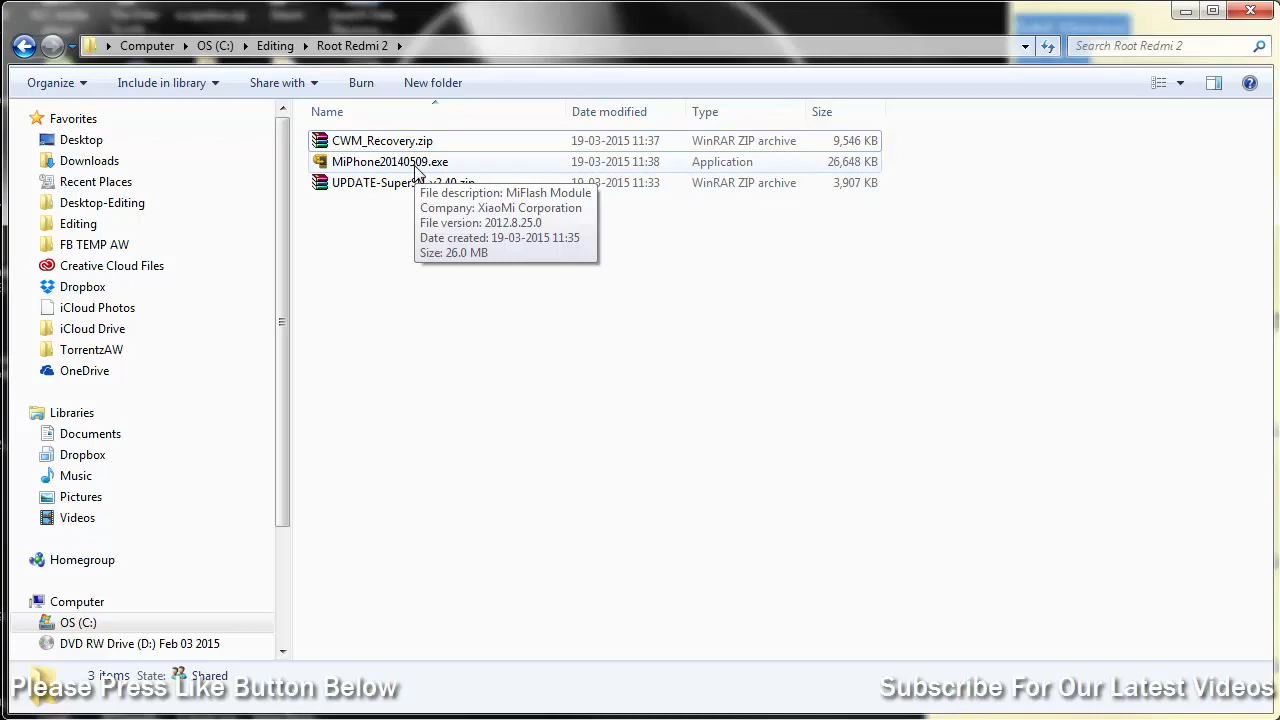 Computer OS (C:) Editing Root Redmi 2
Search Root Redmi 2
Organize Include in library Share with Burn New folder
Name Date modified Type Size
CWM_Recovery.zip 19-03-2015 11:37 WinRAR ZIP archive 9,546 KB
MiPhone20140509.exe 19-03-2015 11:38 Application 26,648 KB
19-03-2015 11:33 WinRAR ZIP archive 3,907 KB
File description: MiFlash Module
Company: XiaoMi Corporation
File version: 2012.8.25.0
Date created: 19-03-2015 11:35
Size: 26.0 MB
Favorites
Desktop
Downloads
Recent Places
Desktop-Editing
Editing
FB TEMP AW
Creative Cloud Files
Dropbox
iCloud Photos
iCloud Drive
TorrentzAW
OneDrive
Libraries
Documents
Dropbox
Music
Pictures
Videos
Homegroup
Computer
OS (C:)
DVD RW Drive (D:) Feb 03 2015
3 items State: Shared
Please Press Like Button Below
Subscribe For Our Latest Videos